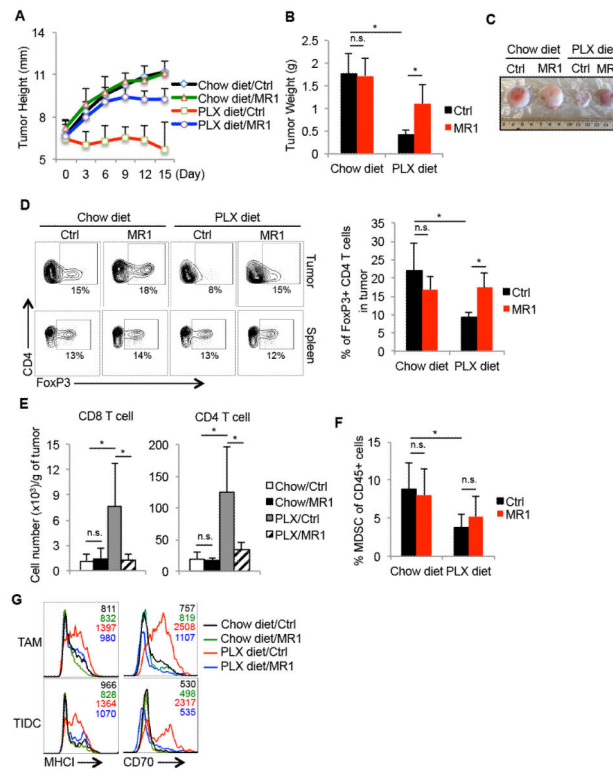 A
Tumor Height (mm)
14
11
8
5
0 3 6 9 12 15 (Day)
Chow diet/Ctrl
Chow diet/MR1
PLX diet/Ctrl
PLX diet/MR1
B
Tumor Weight (g)
2.5
2
1.5
1
0.5
0
*
n.s.
*
Chow diet PLX diet
Ctrl
MR1
C
Chow diet PLX die
Ctrl MR1 Ctrl MR
D
Chow diet PLX diet
Ctrl MR1 Ctrl MR1
15% 18% 8% 15%
Tumor
13% 14% 13% 12%
Spleen
CD4
FoxP3
% of FoxP3+ CD4 T cells
in tumor
35
30
25
20
15
10
5
0
*
n.s.
*
Chow diet PLX diet
Ctrl
MR1
E
CD8 T cell CD4 T cell
Cell number (x10³)/g of tumor
15
12
9
6
3
0
*
*
n.s.
200
150
100
50
0
*
*
n.s.
Chow/Ctrl
Chow/MR1
PLX/Ctrl
PLX/MR1
F
% MDSC of CD45+ cells
20
15
10
5
0
*
n.s.
n.s.
Chow diet PLX diet
Ctrl
MR1
G
TAM
811
832
1397
980
757
819
2508
1107
Chow diet/Ctrl
Chow diet/MR1
PLX diet/Ctrl
PLX diet/MR1
TIDC
966
828
1364
1070
530
498
2317
535
MHCI CD70